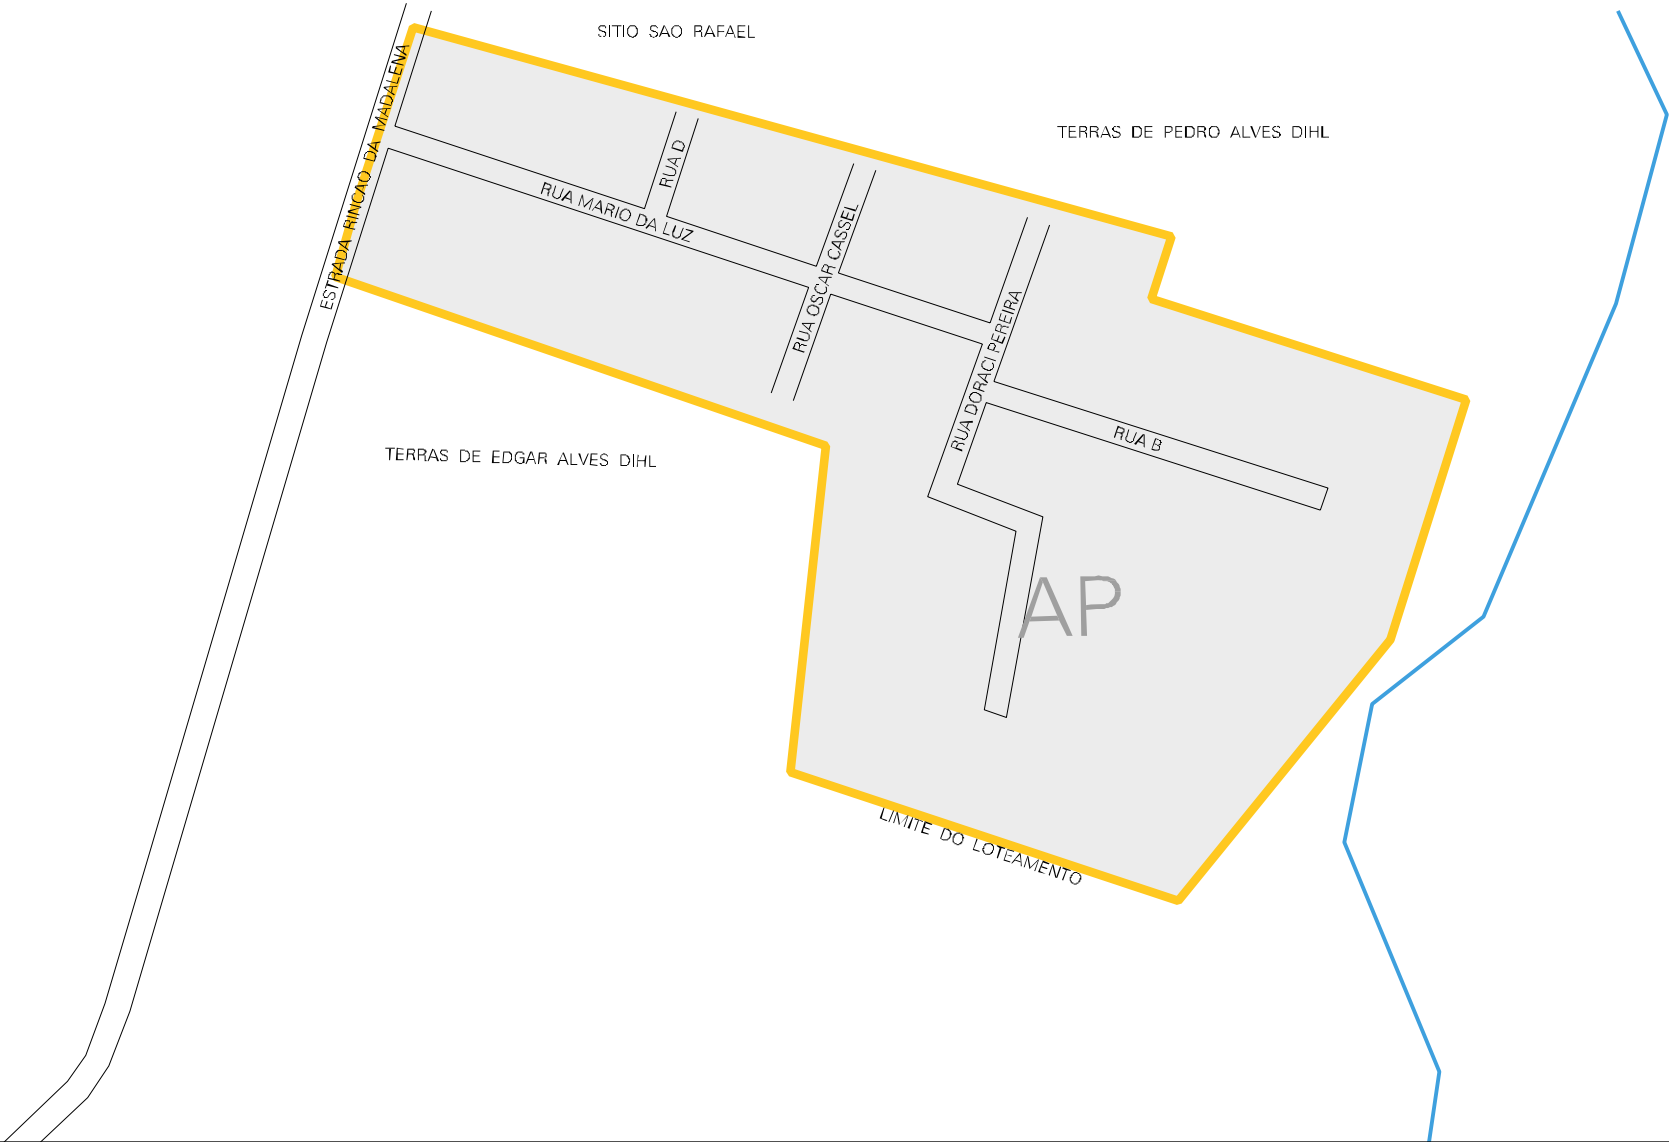 SITIO SAO RAFAEL
ESTRADA RINCAO DA MADALENA
TERRAS DE PEDRO ALVES DIHL
RUA D
RUA MARIO DA LUZ
RUA OSCAR CASSEL
RUA DORACI PEREIRA
RUA B
TERRAS DE EDGAR ALVES DIHL
AP
LIMITE DO LOTEAMENTO